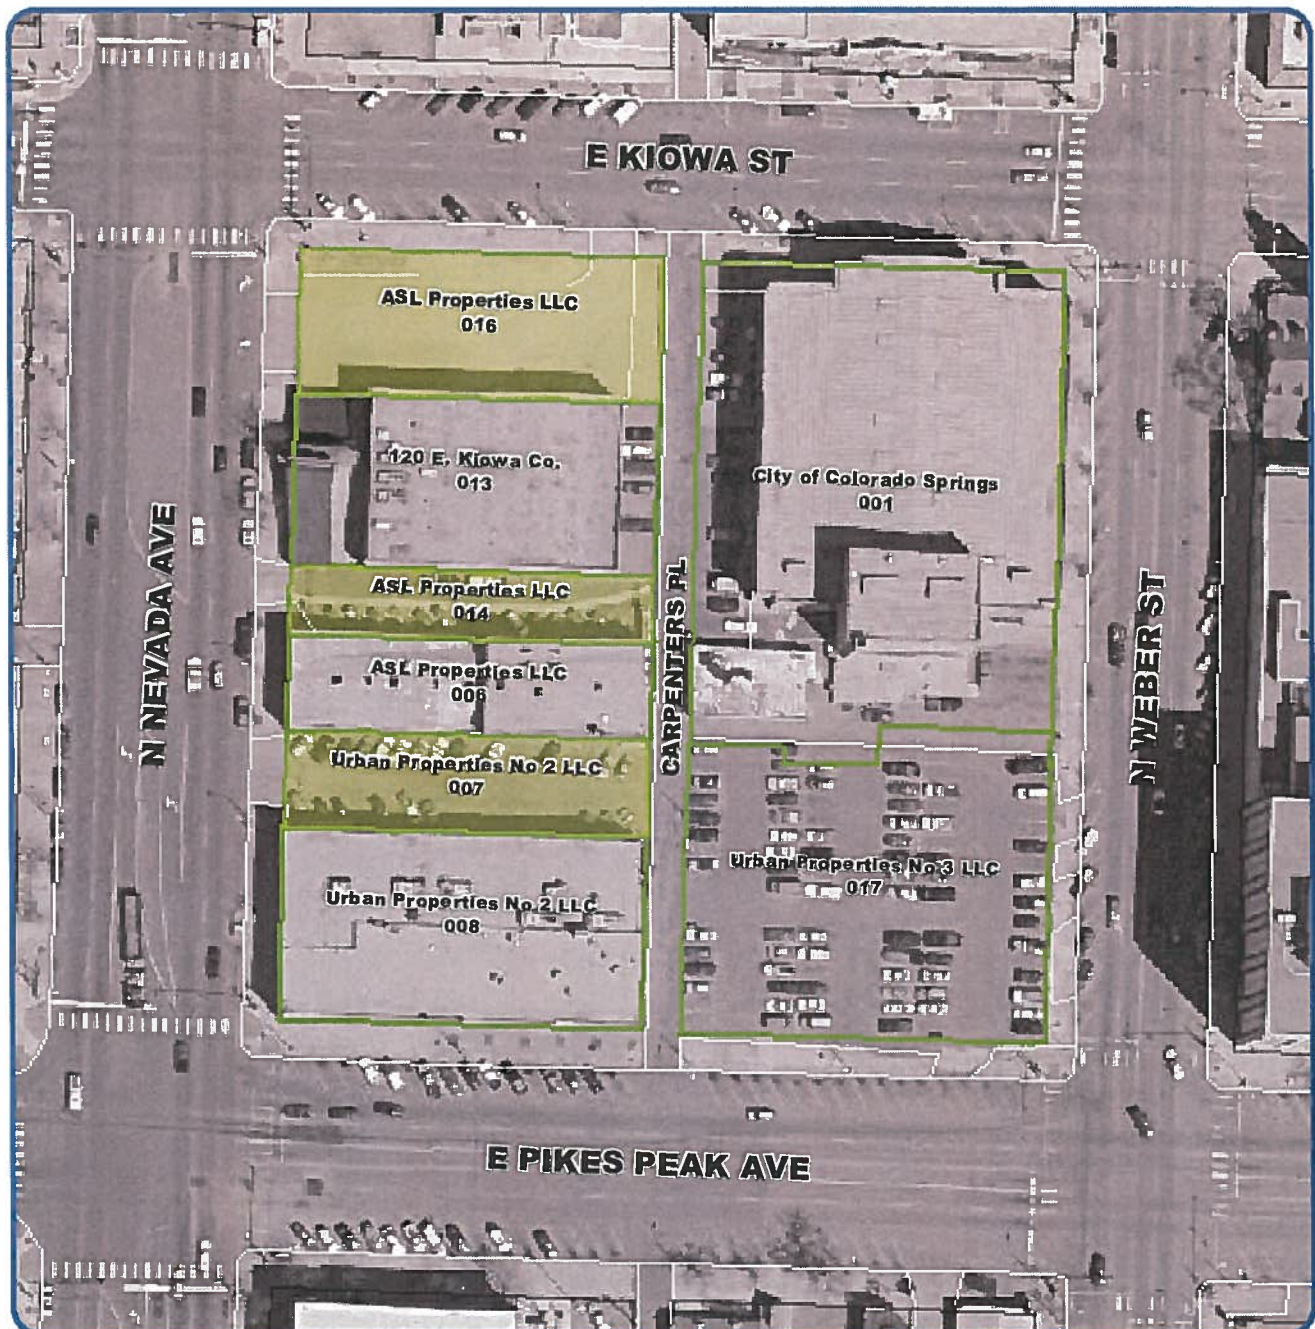 E KIOWA ST
ASL Properties LLC
016
120 E. Kiowa Co.
013
City of Colorado Springs
001
ASL Properties LLC
014
ASL Properties LLC
006
Urban Properties No 2 LLC
007
Urban Properties No 2 LLC
008
Urban Properties No 3 LLC
017
N NEVADA AVE
CARPENTERS PL
N WEBER ST
E PIKES PEAK AVE